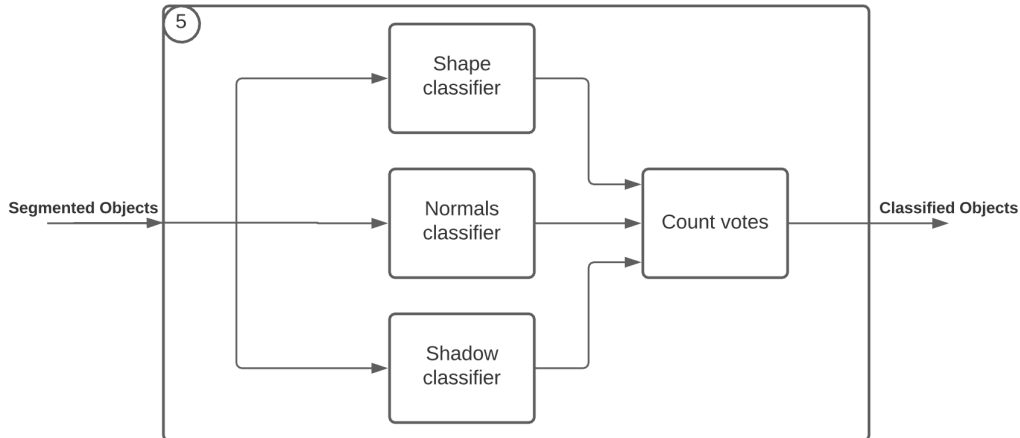 5
Shape
classifier
Segmented Objects
Normals
classifier
Count votes
Classified Objects
Shadow
classifier